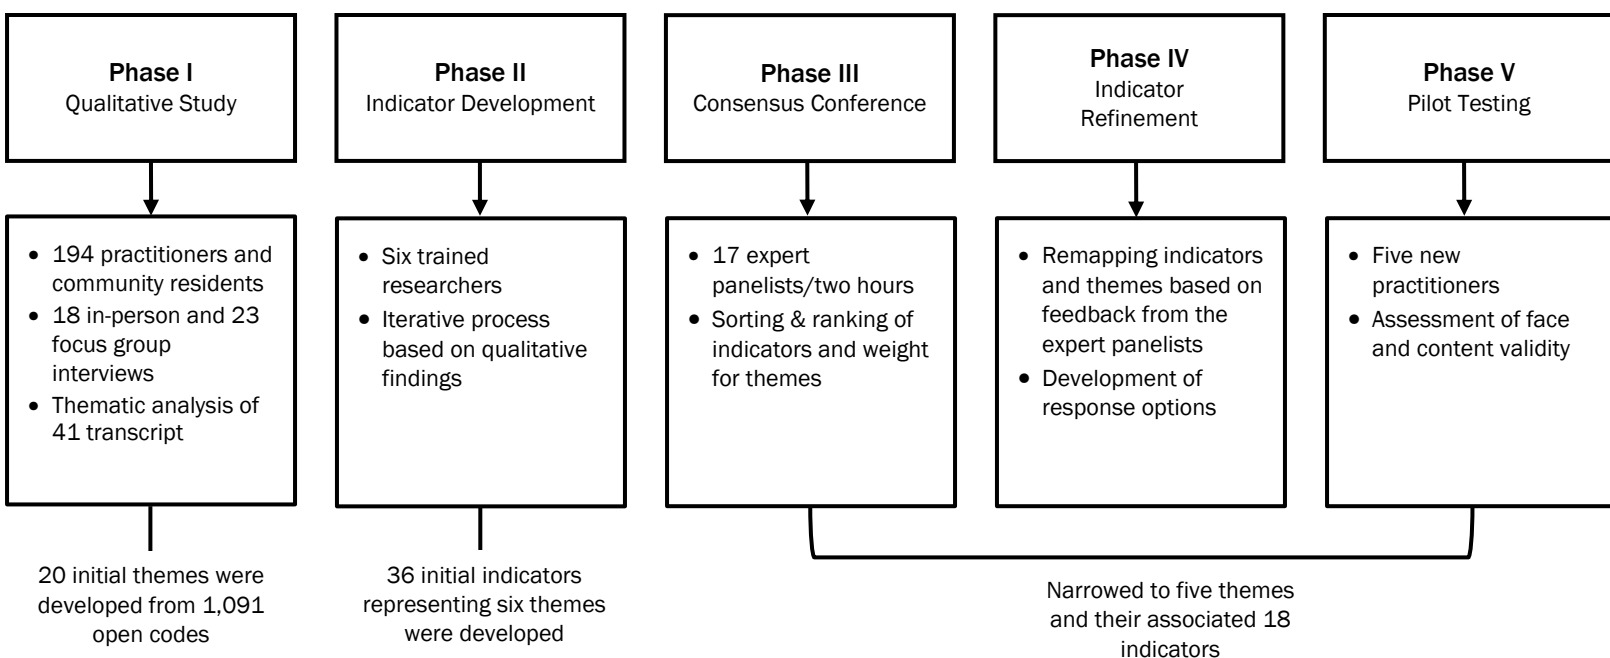 Phase I
Qualitative Study
Phase II
Indicator Development
Phase III
Consensus Conference
Phase IV
Indicator
Refinement
Phase V
Pilot Testing
• 194 practitioners and
community residents
• 18 in-person and 23
focus group
interviews
• Thematic analysis of
41 transcript
• Six trained
researchers
• Iterative process
based on qualitative
findings
• 17 expert
panelists/two hours
• Sorting & ranking of
indicators and weight
for themes
• Remapping indicators
and themes based on
feedback from the
expert panelists
• Development of
response options
• Five new
practitioners
• Assessment of face
and content validity
20 initial themes were
developed from 1,091
open codes
36 initial indicators
representing six themes
were developed
Narrowed to five themes
and their associated 18
indicators